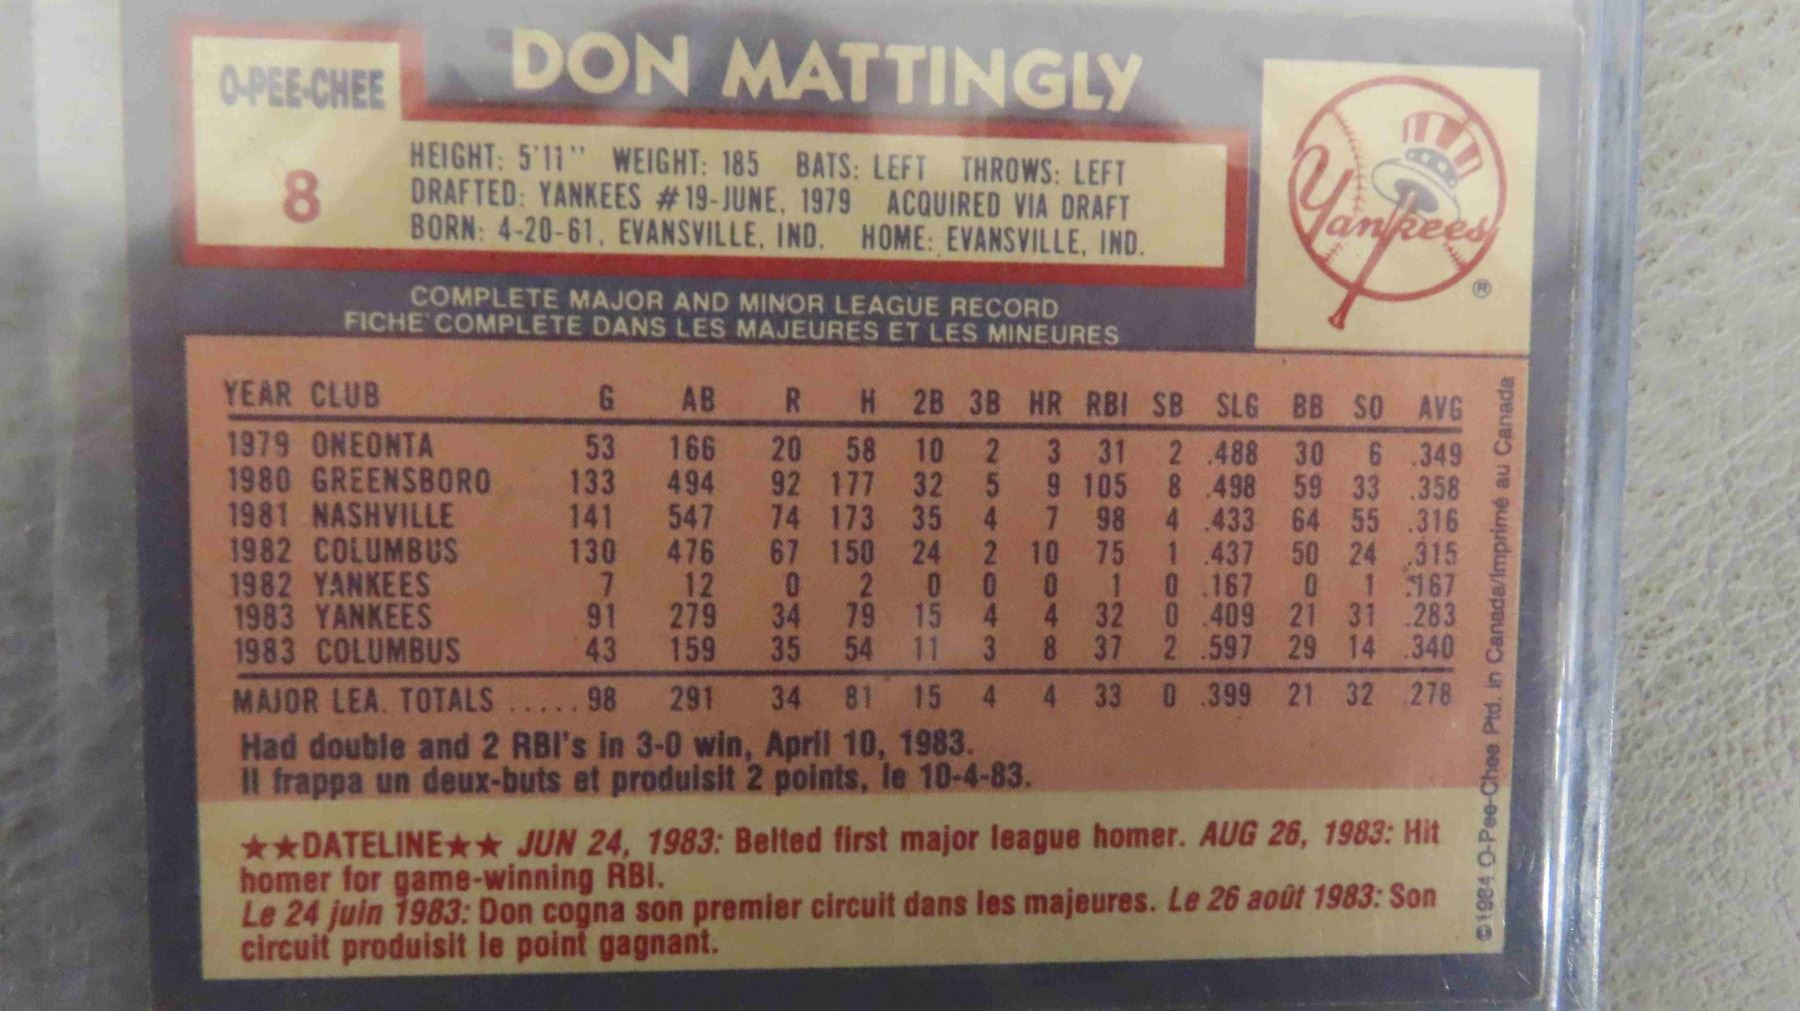 O-PEE-CHEE
8
DON MATTINGLY
HEIGHT: 5'11" WEIGHT: 185 BATS: LEFT THROWS: LEFT
DRAFTED: YANKEES #19-JUNE, 1979 ACQUIRED VIA DRAFT
BORN: 4-20-61, EVANSVILLE, IND. HOME: EVANSVILLE, IND.
Yankees
®
COMPLETE MAJOR AND MINOR LEAGUE RECORD
FICHE COMPLETE DANS LES MAJEURES ET LES MINEURES
YEAR CLUB G AB R H 2B 3B HR RBI SB SLG BB SO AVG
1979 ONEONTA 53 166 20 58 10 2 3 31 2 .488 30 6 .349
1980 GREENSBORO 133 494 92 177 32 5 9 105 8 .498 59 33 .358
1981 NASHVILLE 141 547 74 173 35 4 7 98 4 .433 64 55 .316
1982 COLUMBUS 130 476 67 150 24 2 10 75 1 .437 50 24 .315
1982 YANKEES 7 12 0 2 0 0 0 1 0 .167 0 1 .167
1983 YANKEES 91 279 34 79 15 4 4 32 0 .409 21 31 .283
1983 COLUMBUS 43 159 35 54 11 3 8 37 2 .597 29 14 .340
MAJOR LEA. TOTALS ..... 98 291 34 81 15 4 4 33 0 .399 21 32 .278
Had double and 2 RBI's in 3-0 win, April 10, 1983.
Il frappa un deux-buts et produisit 2 points, le 10-4-83.
★★DATELINE★★ JUN 24, 1983: Belted first major league homer. AUG 26, 1983: Hit
homer for game-winning RBI.
Le 24 juin 1983: Don cogna son premier circuit dans les majeures. Le 26 août 1983: Son
circuit produisit le point gagnant.
©1984 O-Pee-Chee Ptd. in Canada/Imprimé au Canada